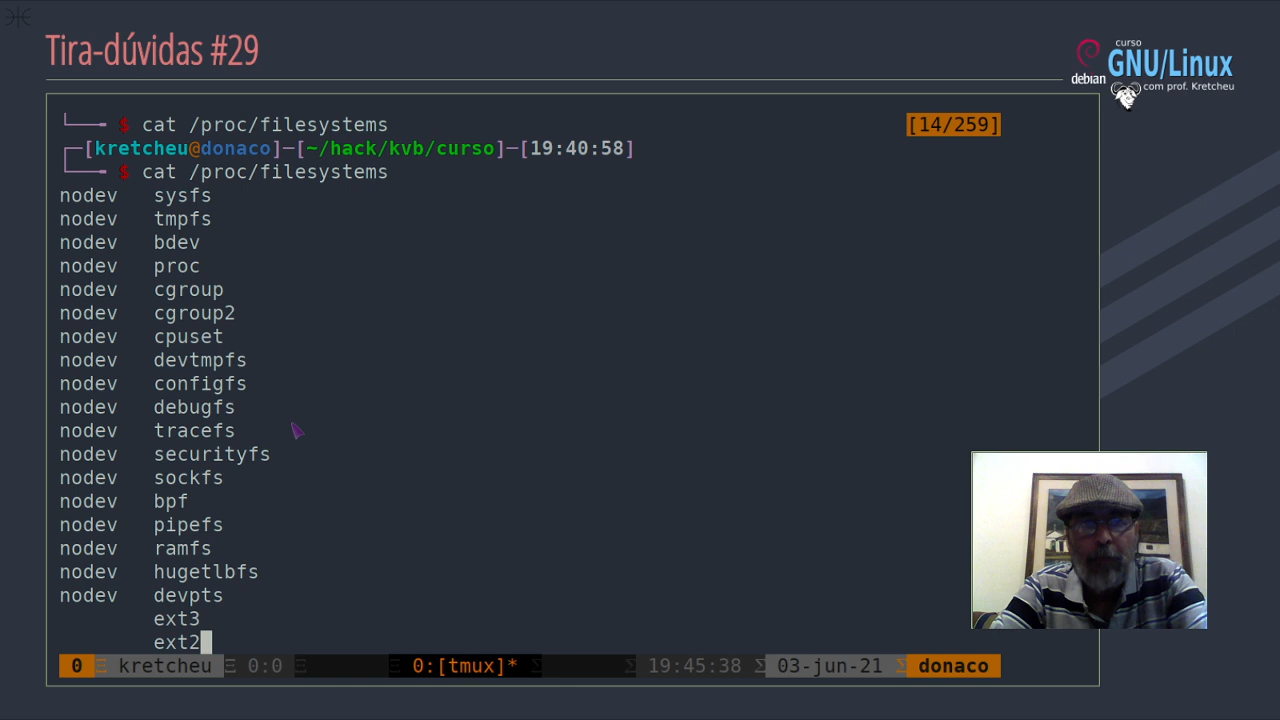 Tira-dúvidas #29
curso
GNU/Linux
debian
com prof. Kretcheu
$ cat /proc/filesystems
[14/259]
[kretcheu@donaco]─[~/hack/kvb/curso]─[19:40:58]
$ cat /proc/filesystems
nodev sysfs
nodev tmpfs
nodev bdev
nodev proc
nodev cgroup
nodev cgroup2
nodev cpuset
nodev devtmpfs
nodev configfs
nodev debugfs
nodev tracefs
nodev securityfs
nodev sockfs
nodev bpf
nodev pipefs
nodev ramfs
nodev hugetlbfs
nodev devpts
ext3
ext2
0 Ξ kretcheu Ξ 0:0 Ξ Ξ 0:[tmux]* Σ Σ 19:45:38 Σ 03-jun-21 Σ donaco